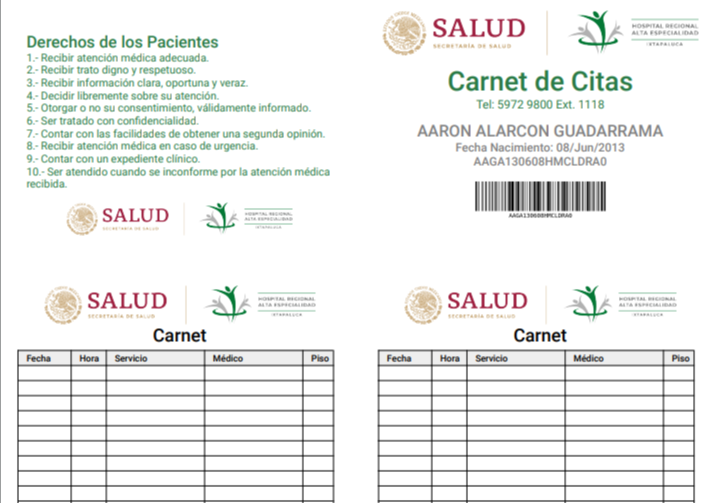 Derechos de los Pacientes
1.- Recibir atención médica adecuada.
2.- Recibir trato digno y respetuoso.
3.- Recibir información clara, oportuna y veraz.
4.- Decidir libremente sobre su atención.
5.- Otorgar o no su consentimiento, válidamente informado.
6.- Ser tratado con confidencialidad.
7.- Contar con las facilidades de obtener una segunda opinión.
8.- Recibir atención médica en caso de urgencia.
9.- Contar con un expediente clínico.
10.- Ser atendido cuando se inconforme por la atención médica
recibida.
SALUD
SECRETARÍA DE SALUD
HOSPITAL REGIONAL
ALTA ESPECIALIDAD
IXTAPALUCA
SALUD
SECRETARÍA DE SALUD
HOSPITAL REGIONAL
ALTA ESPECIALIDAD
IXTAPALUCA
Carnet de Citas
Tel: 5972 9800 Ext. 1118
AARON ALARCON GUADARRAMA
Fecha Nacimiento: 08/Jun/2013
AAGA130608HMCLDRA0
AAGA130608HMCLDRA0
SALUD
SECRETARÍA DE SALUD
HOSPITAL REGIONAL
ALTA ESPECIALIDAD
IXTAPALUCA
Carnet
Fecha Hora Servicio Médico Piso
SALUD
SECRETARÍA DE SALUD
HOSPITAL REGIONAL
ALTA ESPECIALIDAD
IXTAPALUCA
Carnet
Fecha Hora Servicio Médico Piso